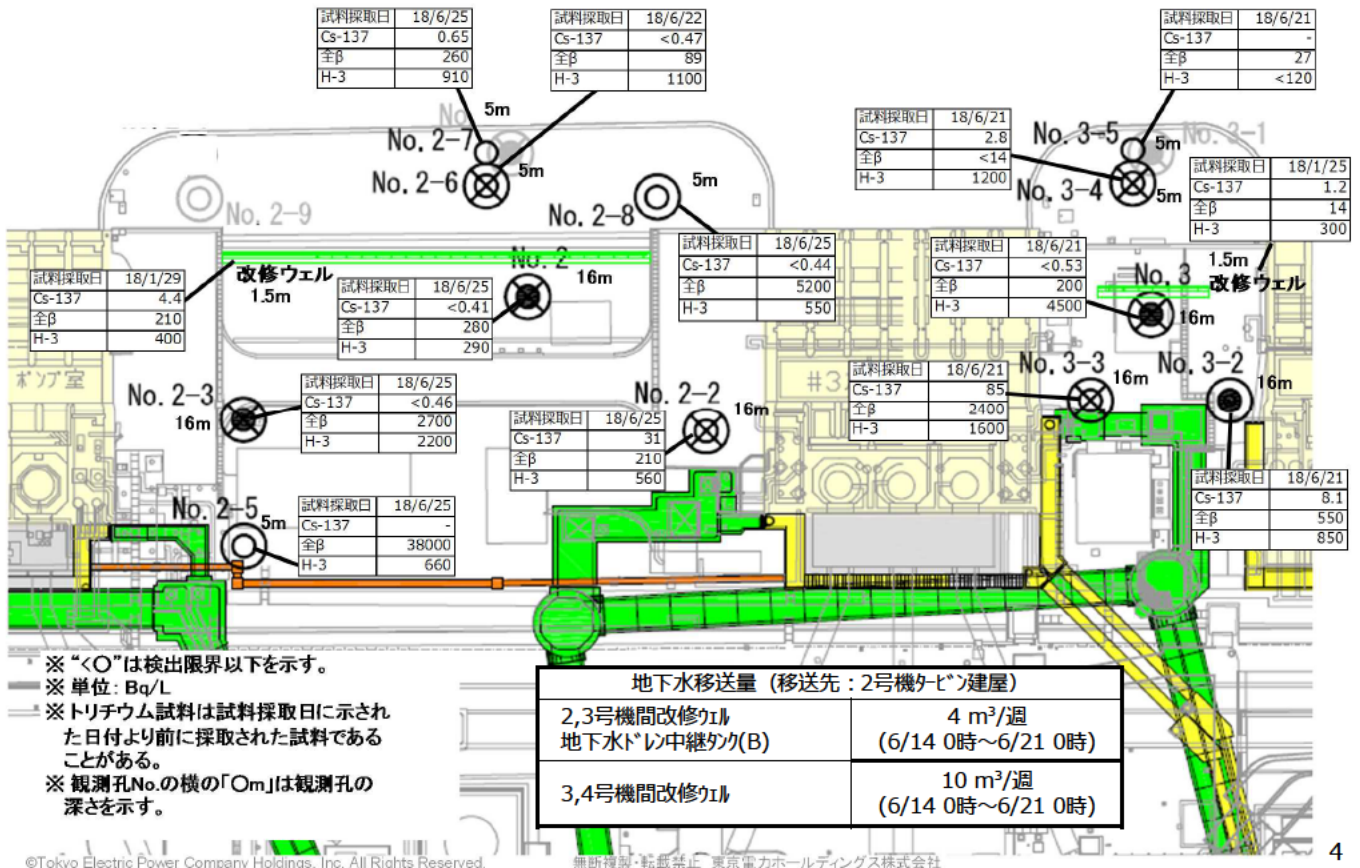 試料採取日 18/6/25
Cs-137 0.65
全β 260
H-3 910
試料採取日 18/6/22
Cs-137 <0.47
全β 89
H-3 1100
試料採取日 18/6/21
Cs-137 -
全β 27
H-3 <120
試料採取日 18/6/21
Cs-137 2.8
全β <14
H-3 1200
試料採取日 18/1/25
Cs-137 1.2
全β 14
H-3 300
No 5m
No. 2-7
No. 2-6 5m
No. 2-9
No. 2-8 5m
No. 3-5 5m
No. 3-1
No. 3-4 5m
試料採取日 18/1/29
Cs-137 4.4
全β 210
H-3 400
改修ウェル
1.5m
試料採取日 18/6/25
Cs-137 <0.41
全β 280
H-3 290
No. 2
16m
試料採取日 18/6/25
Cs-137 <0.44
全β 5200
H-3 550
試料採取日 18/6/21
Cs-137 <0.53
全β 200
H-3 4500
1.5m
改修ウェル
No. 3
16m
ポンプ室
No. 2-3
16m
試料採取日 18/6/25
Cs-137 <0.46
全β 2700
H-3 2200
試料採取日 18/6/25
Cs-137 31
全β 210
H-3 560
No. 2-2 16m
#3
試料採取日 18/6/21
Cs-137 85
全β 2400
H-3 1600
No. 3-3 16m
No. 3-2 16m
試料採取日 18/6/21
Cs-137 8.1
全β 550
H-3 850
No. 2-5 5m
試料採取日 18/6/25
Cs-137 -
全β 38000
H-3 660
※ “<○”は検出限界以下を示す。
※ 単位：Bq/L
※ トリチウム試料は試料採取日に示され
た日付より前に採取された試料である
ことがある。
※ 観測孔No.の横の「○m」は観測孔の
深さを示す。
地下水移送量（移送先：2号機ﾀｰﾋﾞﾝ建屋）
2,3号機間改修ｳｪﾙ
地下水ﾄﾞﾚﾝ中継ﾀﾝｸ(B)
4 m³/週
(6/14 0時～6/21 0時)
3,4号機間改修ｳｪﾙ
10 m³/週
(6/14 0時～6/21 0時)
©Tokyo Electric Power Company Holdings, Inc. All Rights Reserved.
無断複製・転載禁止 東京電力ホールディングス株式会社
4